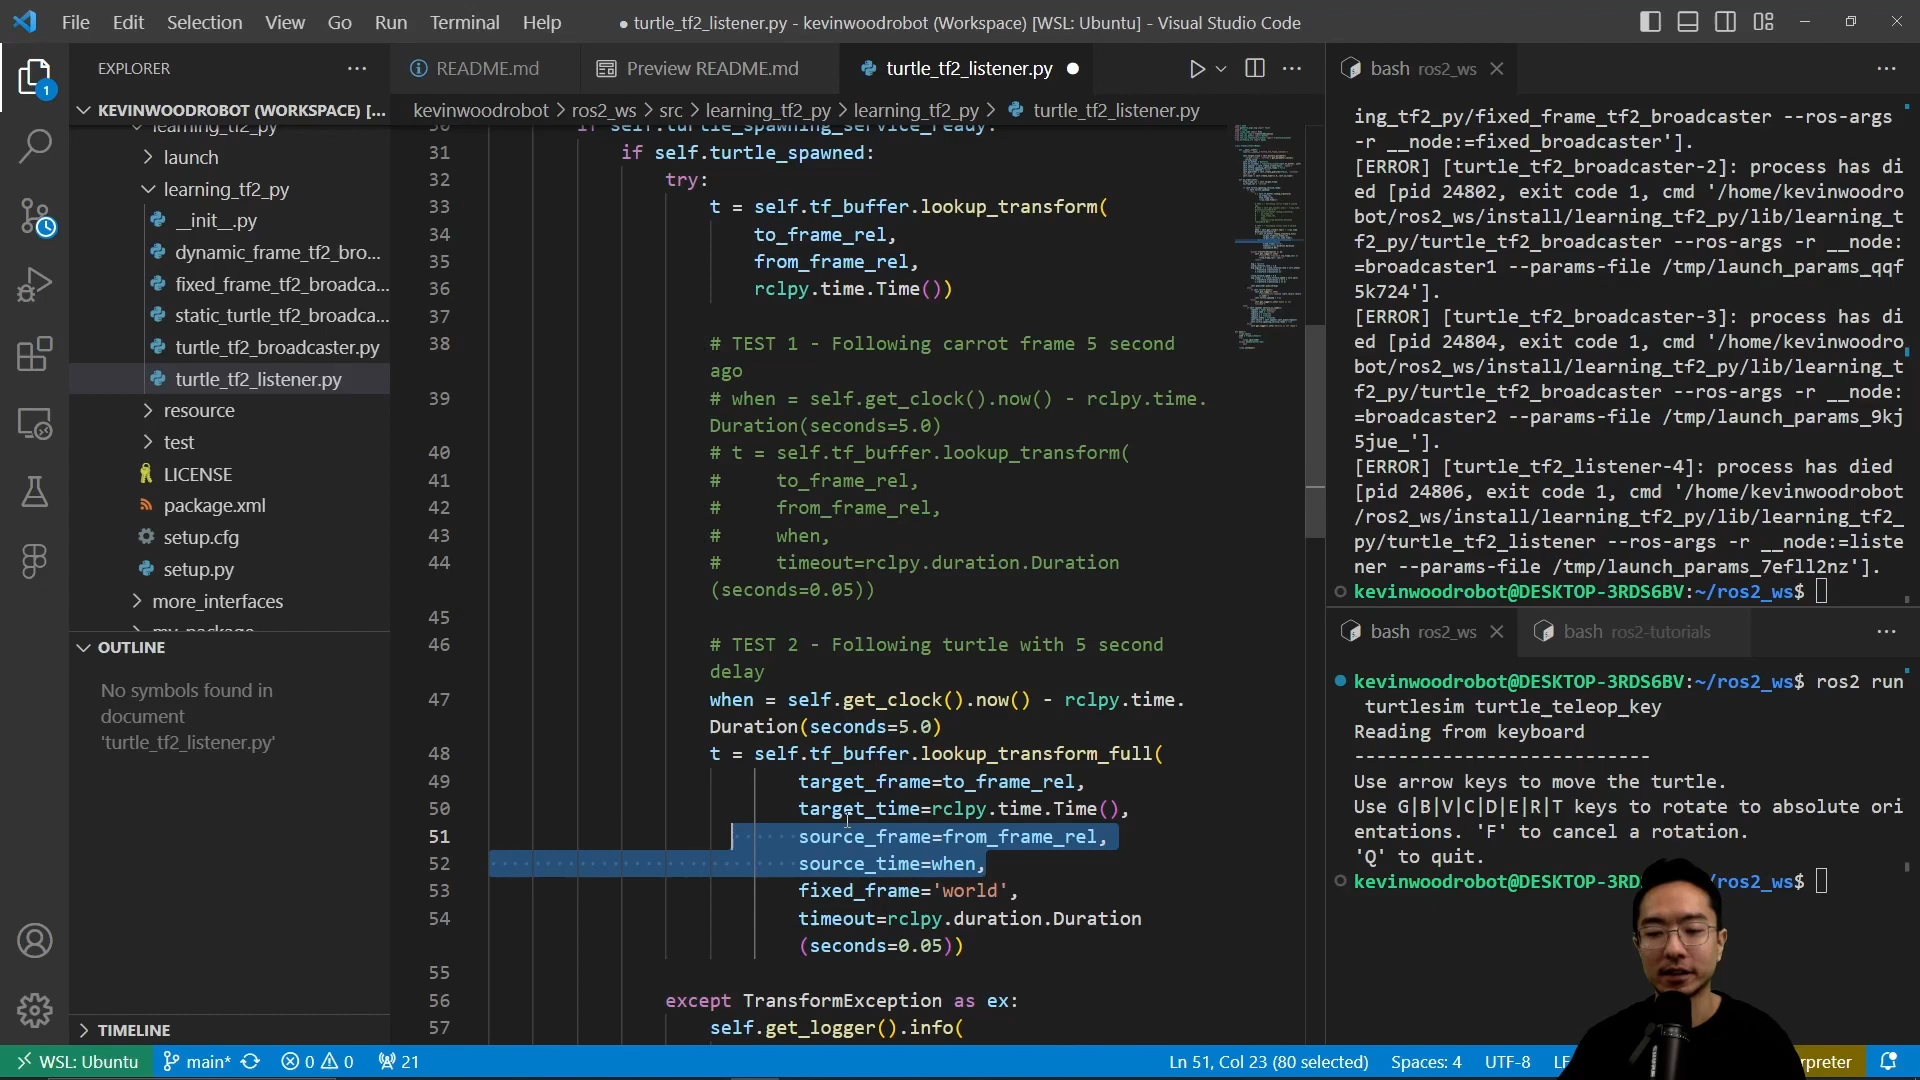 File Edit Selection View Go Run Terminal Help
● turtle_tf2_listener.py - kevinwoodrobot (Workspace) [WSL: Ubuntu] - Visual Studio Code
1
EXPLORER
KEVINWOODROBOT (WORKSPACE) [...
learning_tf2_py
launch
learning_tf2_py
__init__.py
dynamic_frame_tf2_bro...
fixed_frame_tf2_broadca...
static_turtle_tf2_broadca...
turtle_tf2_broadcaster.py
turtle_tf2_listener.py
resource
test
LICENSE
package.xml
setup.cfg
setup.py
more_interfaces
my_package
OUTLINE
No symbols found in
document
'turtle_tf2_listener.py'
TIMELINE
README.md
Preview README.md
turtle_tf2_listener.py ●
kevinwoodrobot > ros2_ws > src > learning_tf2_py > learning_tf2_py > turtle_tf2_listener.py
30 if self.turtle_spawning_service_ready:
31 if self.turtle_spawned:
32 try:
33 t = self.tf_buffer.lookup_transform(
34 to_frame_rel,
35 from_frame_rel,
36 rclpy.time.Time())
37
38 # TEST 1 - Following carrot frame 5 second
ago
39 # when = self.get_clock().now() - rclpy.time.
Duration(seconds=5.0)
40 # t = self.tf_buffer.lookup_transform(
41 # to_frame_rel,
42 # from_frame_rel,
43 # when,
44 # timeout=rclpy.duration.Duration
(seconds=0.05))
45
46 # TEST 2 - Following turtle with 5 second
delay
47 when = self.get_clock().now() - rclpy.time.
Duration(seconds=5.0)
48 t = self.tf_buffer.lookup_transform_full(
49 target_frame=to_frame_rel,
50 target_time=rclpy.time.Time(),
51 source_frame=from_frame_rel,
52 source_time=when,
53 fixed_frame='world',
54 timeout=rclpy.duration.Duration
(seconds=0.05))
55
56 except TransformException as ex:
57 self.get_logger().info(
bash ros2_ws
ing_tf2_py/fixed_frame_tf2_broadcaster --ros-args
-r __node:=fixed_broadcaster'].
[ERROR] [turtle_tf2_broadcaster-2]: process has di
ed [pid 24802, exit code 1, cmd '/home/kevinwoodro
bot/ros2_ws/install/learning_tf2_py/lib/learning_t
f2_py/turtle_tf2_broadcaster --ros-args -r __node:
=broadcaster1 --params-file /tmp/launch_params_qqf
5k724'].
[ERROR] [turtle_tf2_broadcaster-3]: process has di
ed [pid 24804, exit code 1, cmd '/home/kevinwoodro
bot/ros2_ws/install/learning_tf2_py/lib/learning_t
f2_py/turtle_tf2_broadcaster --ros-args -r __node:
=broadcaster2 --params-file /tmp/launch_params_9kj
5jue_'].
[ERROR] [turtle_tf2_listener-4]: process has died
[pid 24806, exit code 1, cmd '/home/kevinwoodrobot
/ros2_ws/install/learning_tf2_py/lib/learning_tf2_
py/turtle_tf2_listener --ros-args -r __node:=liste
ner --params-file /tmp/launch_params_7efll2nz'].
kevinwoodrobot@DESKTOP-3RDS6BV:~/ros2_ws$
bash ros2_ws
bash ros2-tutorials
kevinwoodrobot@DESKTOP-3RDS6BV:~/ros2_ws$ ros2 run
turtlesim turtle_teleop_key
Reading from keyboard
---------------------------
Use arrow keys to move the turtle.
Use G|B|V|C|D|E|R|T keys to rotate to absolute ori
entations. 'F' to cancel a rotation.
'Q' to quit.
kevinwoodrobot@DESKTOP-3RD /ros2_ws$
WSL: Ubuntu main* 0 0 21
Ln 51, Col 23 (80 selected) Spaces: 4 UTF-8 LF rpreter